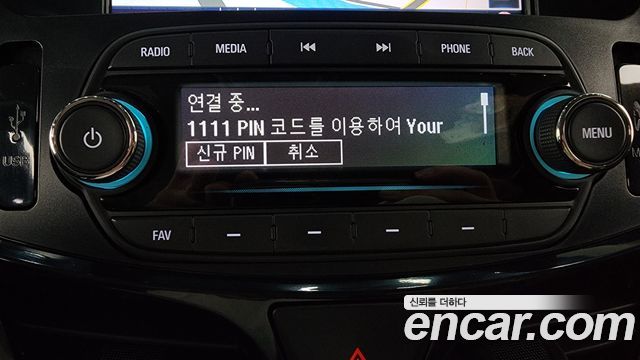 RADIO MEDIA PHONE BACK
연결 중...
1111 PIN 코드를 이용하여 Your
신규 PIN 취소
MENU
USB
FAV
신뢰를 더하다
encar.com